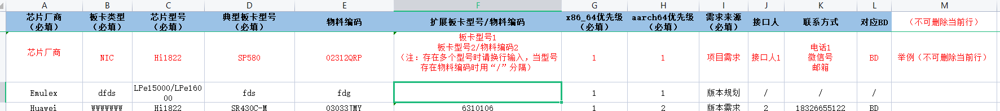 A B C D E F G H I J K L M
芯片厂商
（必填） 板卡类型
（必填） 芯片型号
（必填） 典型板卡型号
（必填） 物料编码 扩展板卡型号/物料编码 x86_64优先级
（必填） aarch64优先级
（必填） 需求来源
（必填） 接口人 联系方式 对应BD （不可删除当前行）
芯片厂商 NIC Hi1822 SP580 02312QRP 板卡型号1
板卡型号2/物料编码2
（注：存在多个型号时请换行输入，当型号
存在物料编码时用“/”分隔） 1 1 项目需求 接口人1 电话1
微信号
邮箱 BD 举例（不可删除当前行）
Emulex dfds LPe15000/LPe160
00 fds fdg 1 1 版本规划 / / /
Huawei WWWWWWW Hi1822 SR430C-M 03033TMY 6310106 1 2 版本需求 2 18326655122 BD